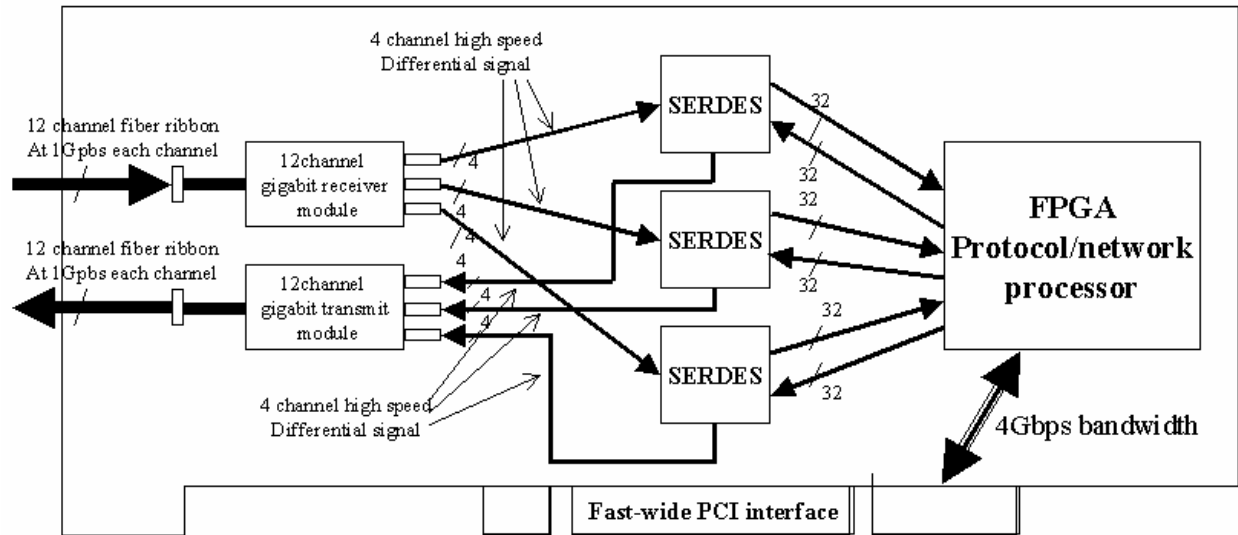 4 channel high speed
Differential signal
12 channel fiber ribbon
At 1Gpbs each channel
12channel
gigabit receiver
module
4
4
4
SERDES
32
32
12 channel fiber ribbon
At 1Gpbs each channel
12channel
gigabit transmit
module
4
4
4
SERDES
32
32
FPGA
Protocol/network
processor
4 channel high speed
Differential signal
SERDES
32
32
4Gbps bandwidth
Fast-wide PCI interface